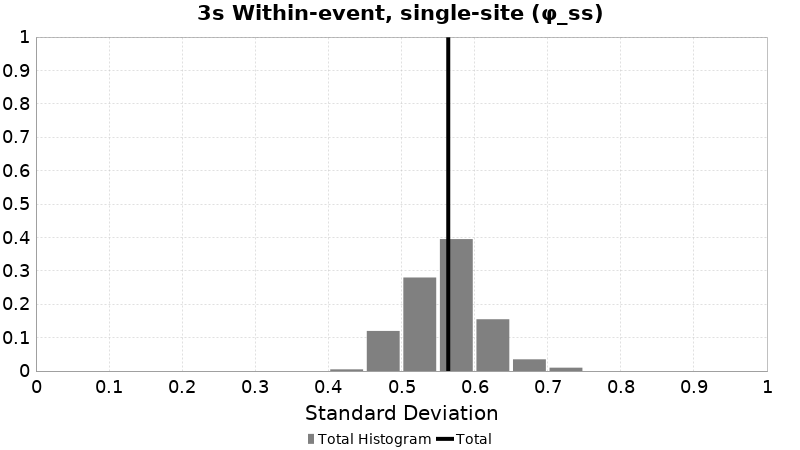 3s Within-event, single-site (φ_ss)
1
0.9
0.8
0.7
0.6
0.5
0.4
0.3
0.2
0.1
0
0 0.1 0.2 0.3 0.4 0.5 0.6 0.7 0.8 0.9 1
Standard Deviation
Total Histogram Total